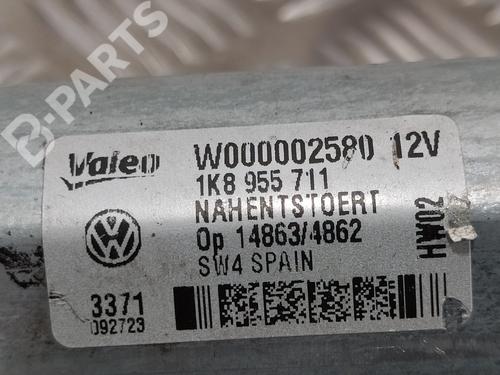 B-PARTS
Valeo W000002580 12V
1K8 955 711
NAHENTSTOERT
Op 14863/4862
SW4 SPAIN
HW02
3371
092723